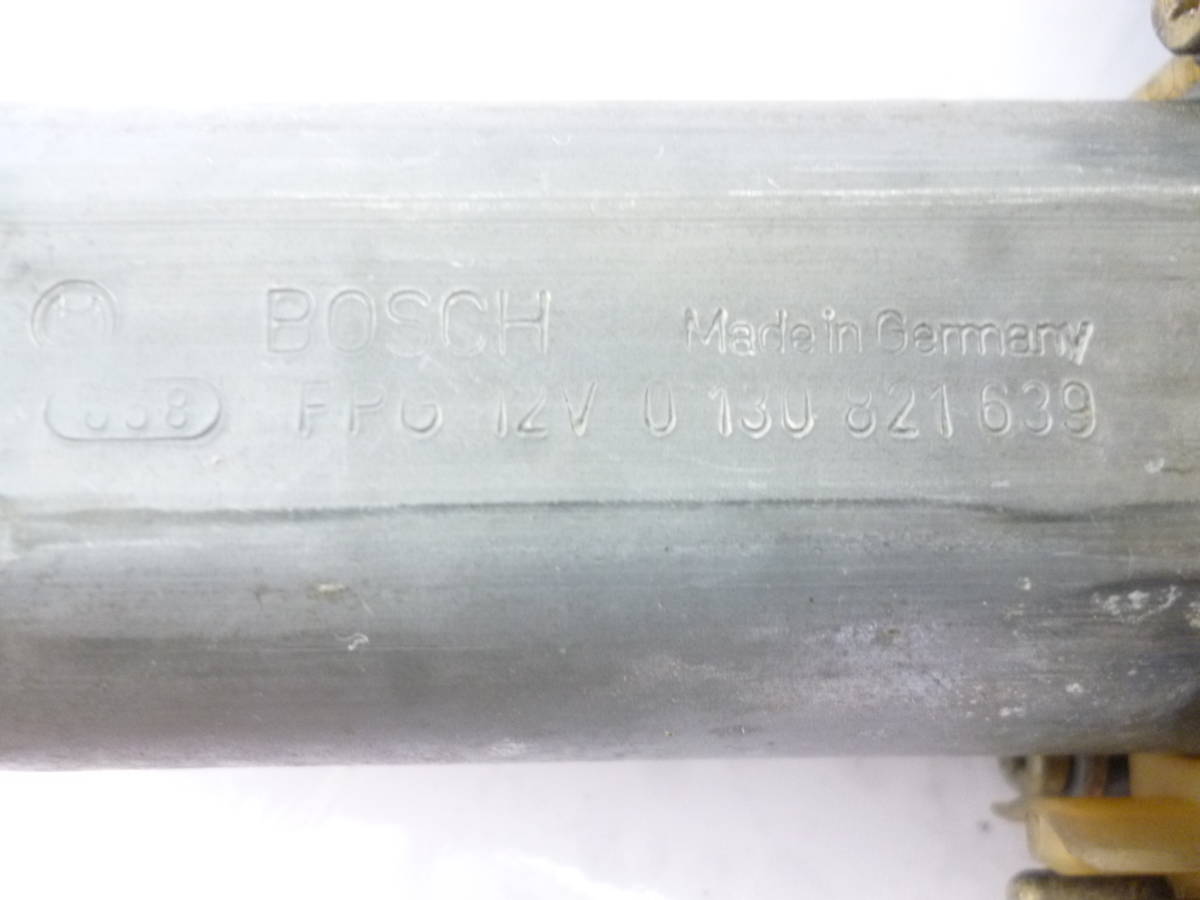 BOSCH Made in Germany
FPG 12V 0 130 821 639